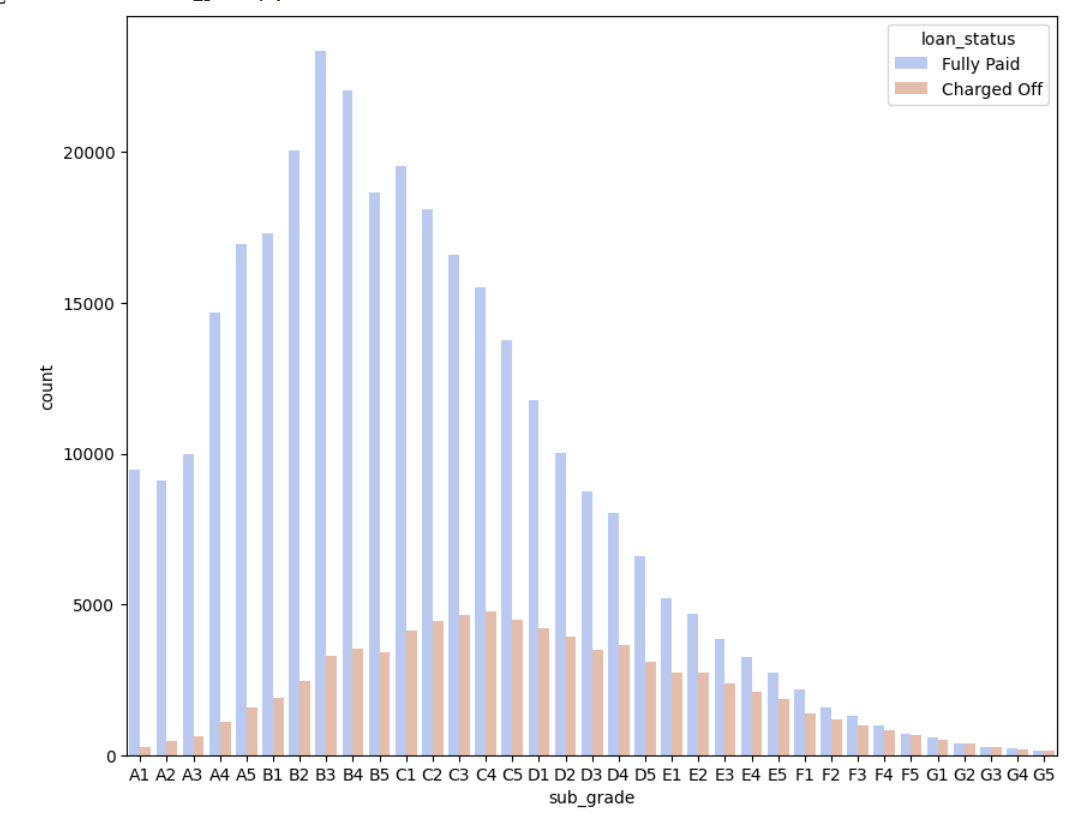 loan_status
Fully Paid
Charged Off
20000
15000
10000
5000
0
count
A1 A2 A3 A4 A5 B1 B2 B3 B4 B5 C1 C2 C3 C4 C5 D1 D2 D3 D4 D5 E1 E2 E3 E4 E5 F1 F2 F3 F4 F5 G1 G2 G3 G4 G5
sub_grade